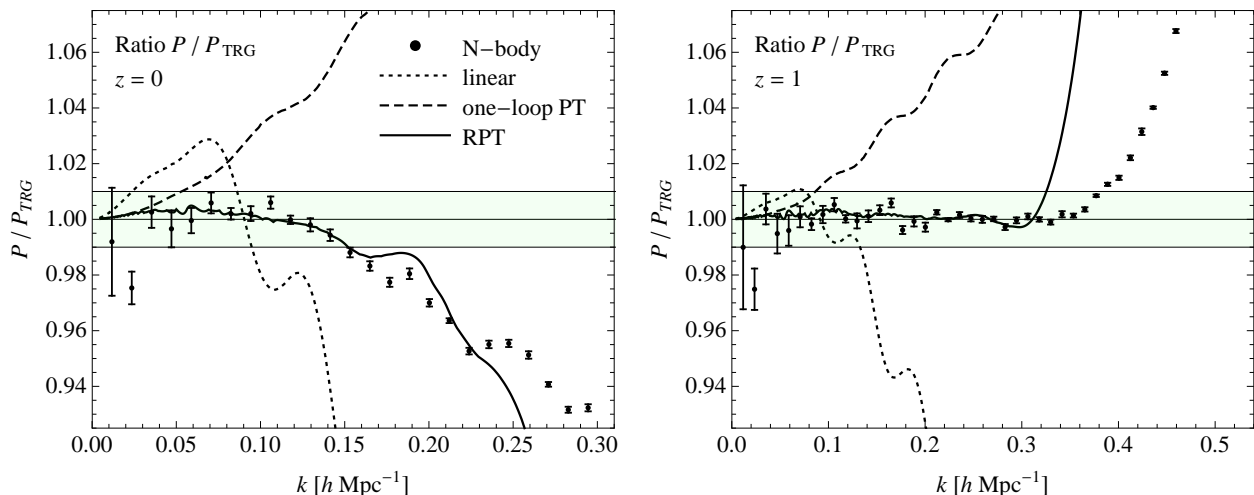 Ratio P / P_TRG
z = 0
N−body
linear
one−loop PT
RPT
P / P_TRG
1.06
1.04
1.02
1.00
0.98
0.96
0.94
0.00 0.05 0.10 0.15 0.20 0.25 0.30
k [h Mpc⁻¹]
Ratio P / P_TRG
z = 1
P / P_TRG
1.06
1.04
1.02
1.00
0.98
0.96
0.94
0.0 0.1 0.2 0.3 0.4 0.5
k [h Mpc⁻¹]